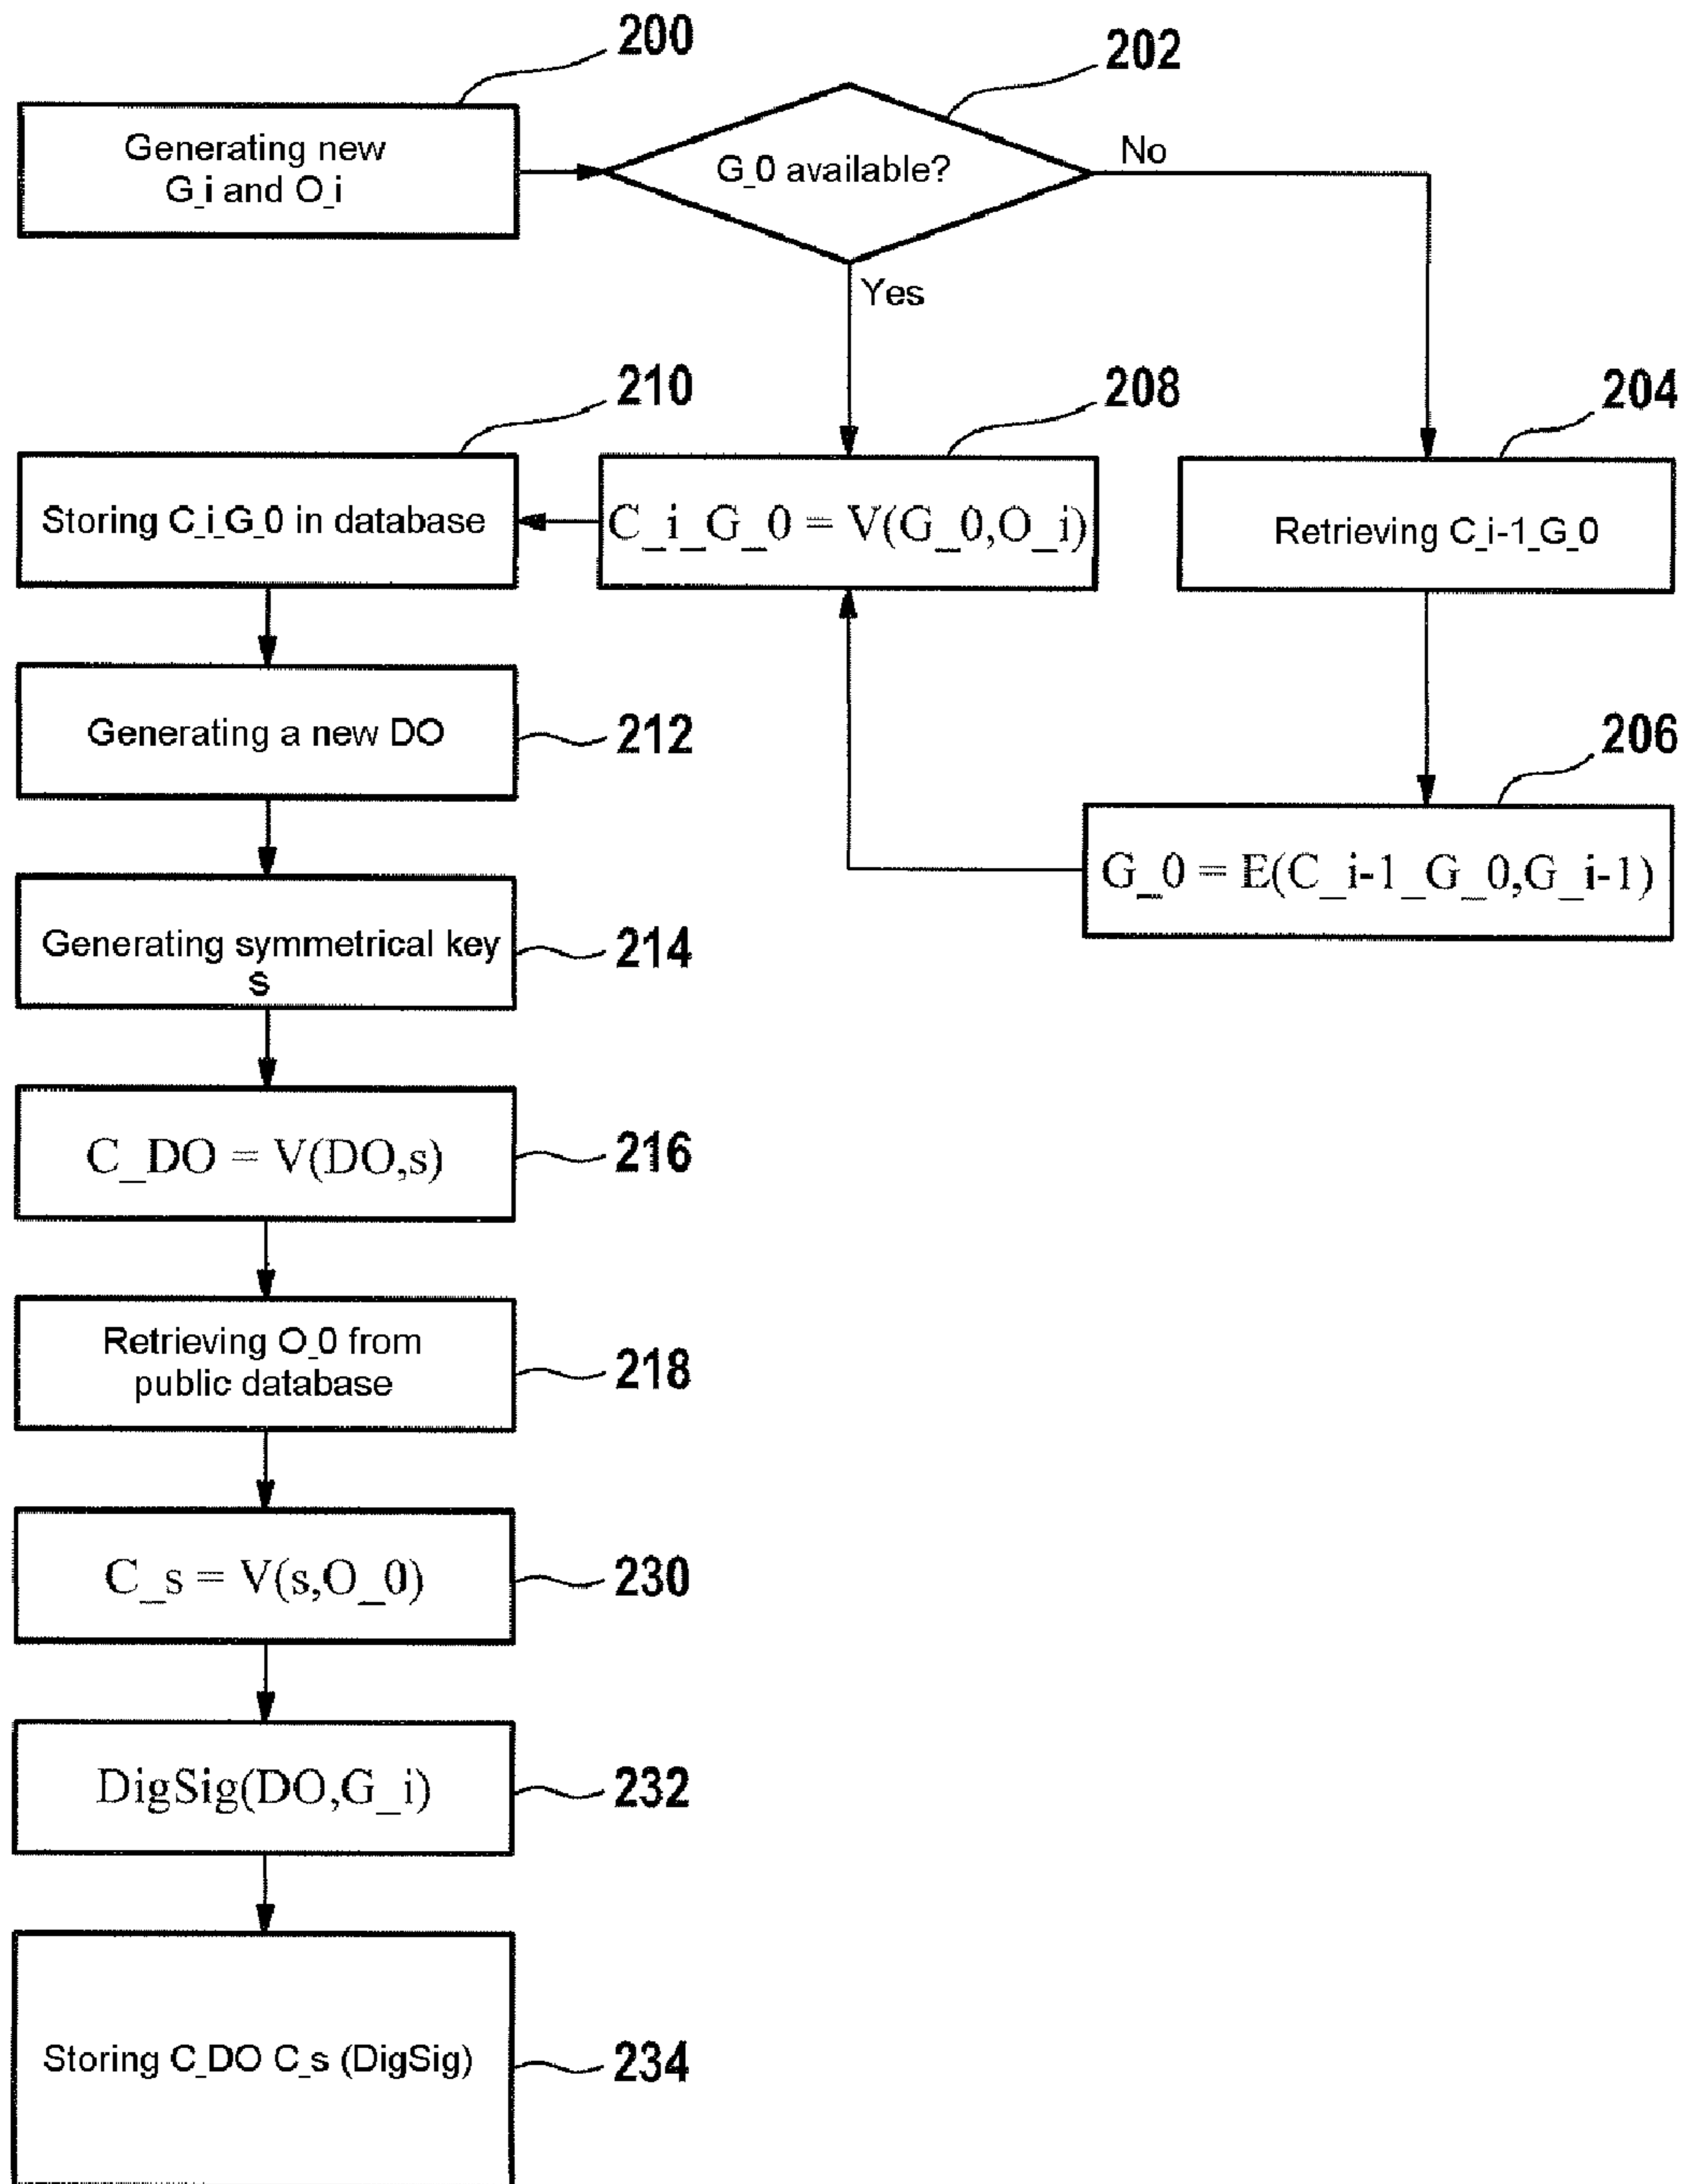 200
202
Generating new
G_i and O_i
G_0 available?
No
Yes
210
208
204
Storing C_i_G_0 in database
C_i_G_0 = V(G_0,O_i)
Retrieving C_i-1_G_0
Generating a new DO
212
206
G_0 = E(C_i-1_G_0,G_i-1)
Generating symmetrical key
s
214
C_DO = V(DO,s)
216
Retrieving O_0 from
public database
218
C_s = V(s,O_0)
230
DigSig(DO,G_i)
232
Storing C_DO C_s (DigSig)
234